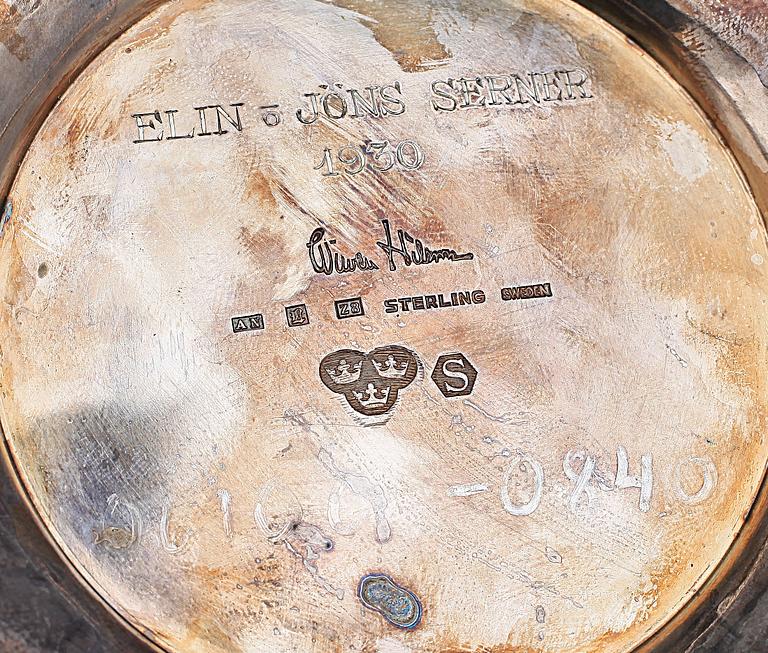 ELIN ō JÖNS SERNER
1930
Wiwen Nilsson
AN Z8 STERLING SWEDEN
S
-0840